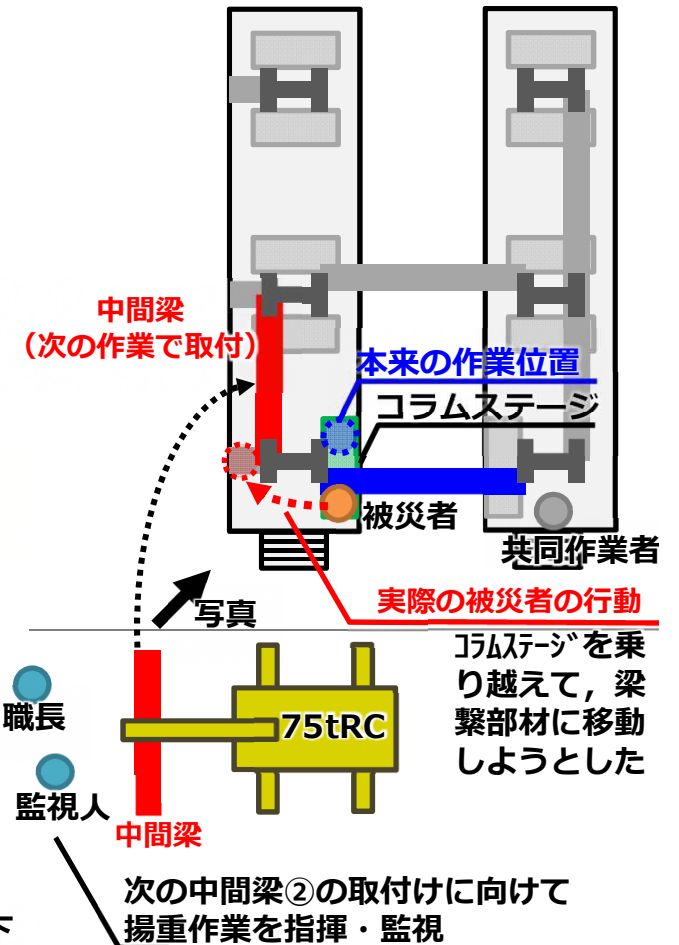 中間梁
（次の作業で取付）
本来の作業位置
コラムステージ
被災者
共同作業者
実際の被災者の行動
写真
ｺﾗﾑｽﾃｰｼﾞを乗
り越えて，梁
繋部材に移動
しようとした
職長
75tRC
監視人
中間梁
次の中間梁②の取付けに向けて
揚重作業を指揮・監視